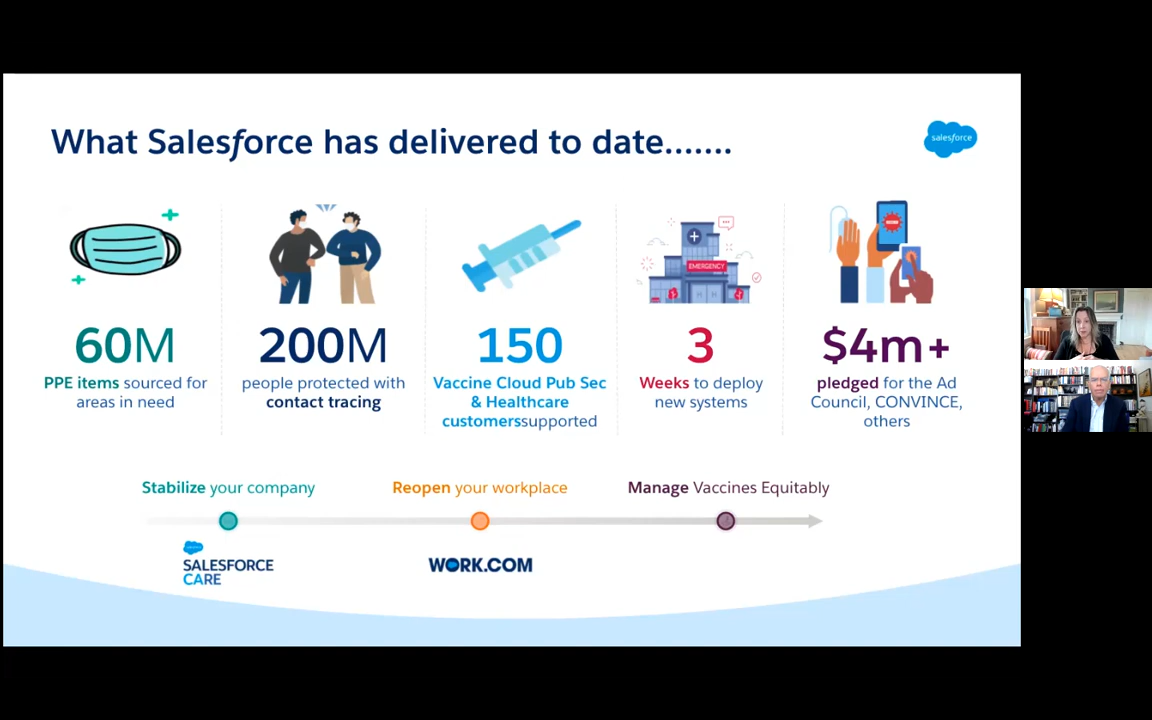 What Salesforce has delivered to date.......
salesforce
EMERGENCY
60M
PPE items sourced for
areas in need
200M
people protected with
contact tracing
150
Vaccine Cloud Pub Sec
& Healthcare
customerssupported
3
Weeks to deploy
new systems
$4m+
pledged for the Ad
Council, CONVINCE,
others
Stabilize your company
Reopen your workplace
Manage Vaccines Equitably
SALESFORCE
CARE
WORK.COM